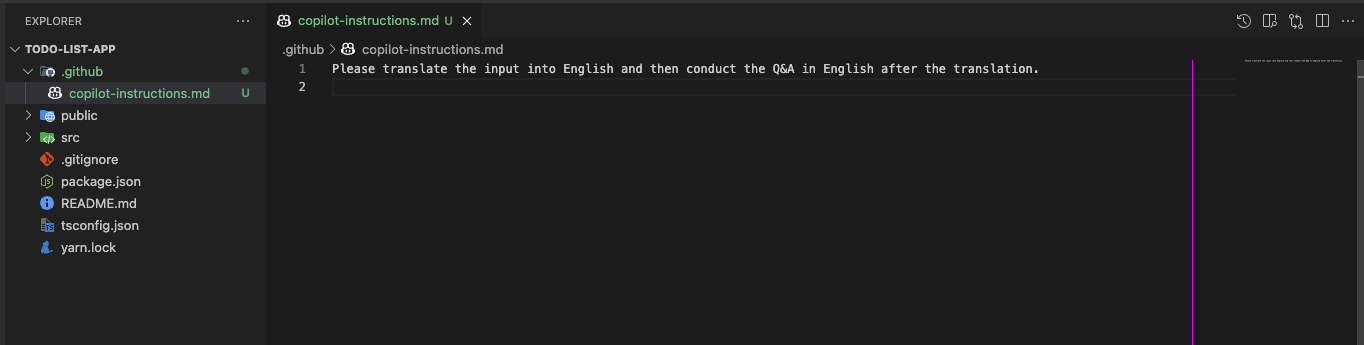 EXPLORER
copilot-instructions.md U
TODO-LIST-APP
.github > copilot-instructions.md
.github
copilot-instructions.md U
public
src
.gitignore
package.json
README.md
tsconfig.json
yarn.lock
1 Please translate the input into English and then conduct the Q&A in English after the translation.
2